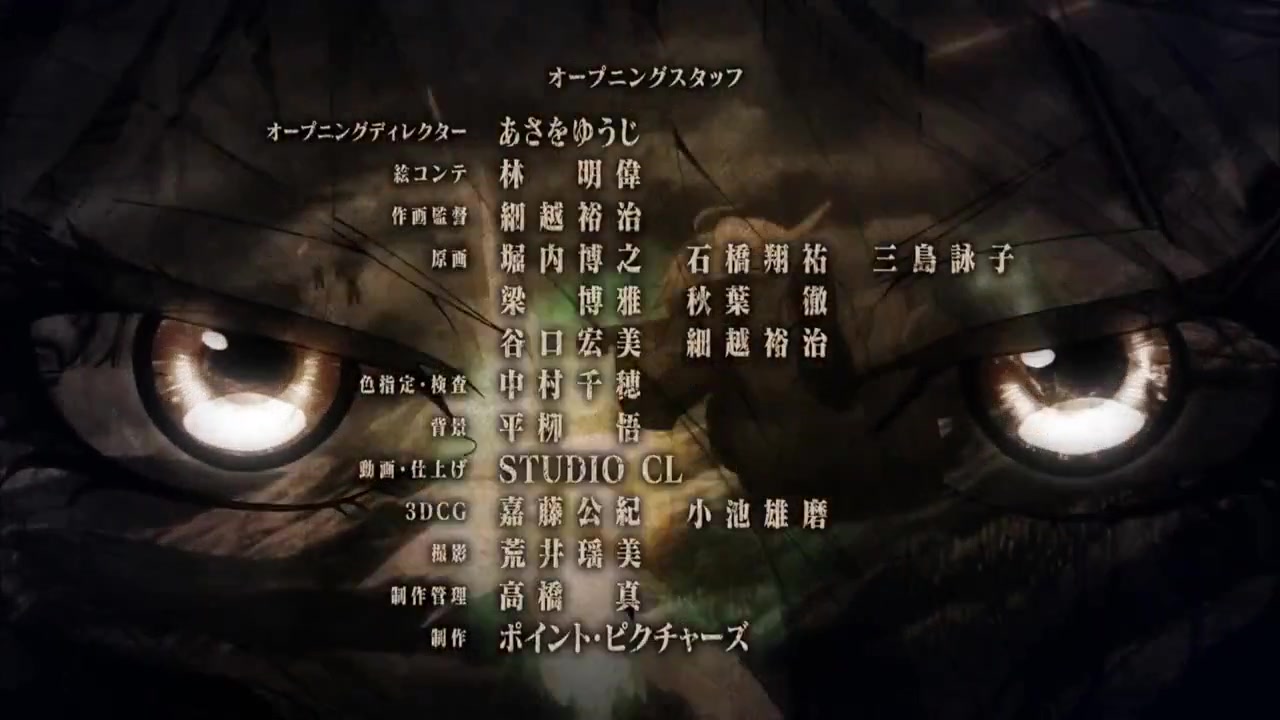 オープニングスタッフ
オープニングディレクター あさをゆうじ
絵コンテ 林 明偉
作画監督 細越裕治
原画 堀内博之 石橋翔祐 三島詠子
梁 博雅 秋葉 徹
谷口宏美 細越裕治
色指定・検査 中村千穂
背景 平栁 悟
動画・仕上げ STUDIO CL
3DCG 嘉藤公紀 小池雄磨
撮影 荒井瑶美
制作管理 高橋 真
制作 ポイント・ピクチャーズ